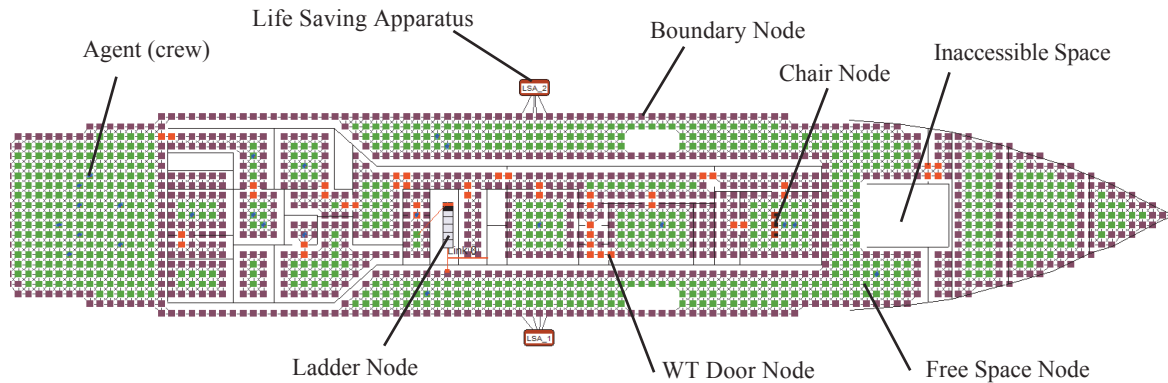 Life Saving Apparatus
Agent (crew)
Boundary Node
Inaccessible Space
Chair Node
LSA_2
LSA_1
Ladder Node
WT Door Node
Free Space Node